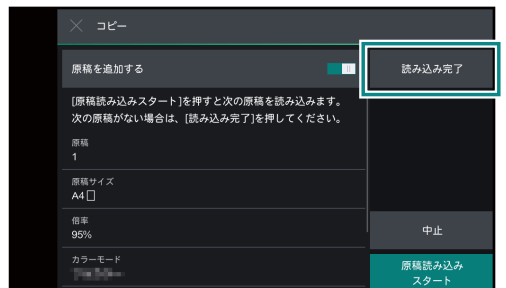 コピー
原稿を追加する
読み込み完了
[原稿読み込みスタート]を押すと次の原稿を読み込みます。
次の原稿がない場合は、[読み込み完了]を押してください。
原稿
1
原稿サイズ
A4
倍率
95%
カラーモード
中止
原稿読み込み
スタート